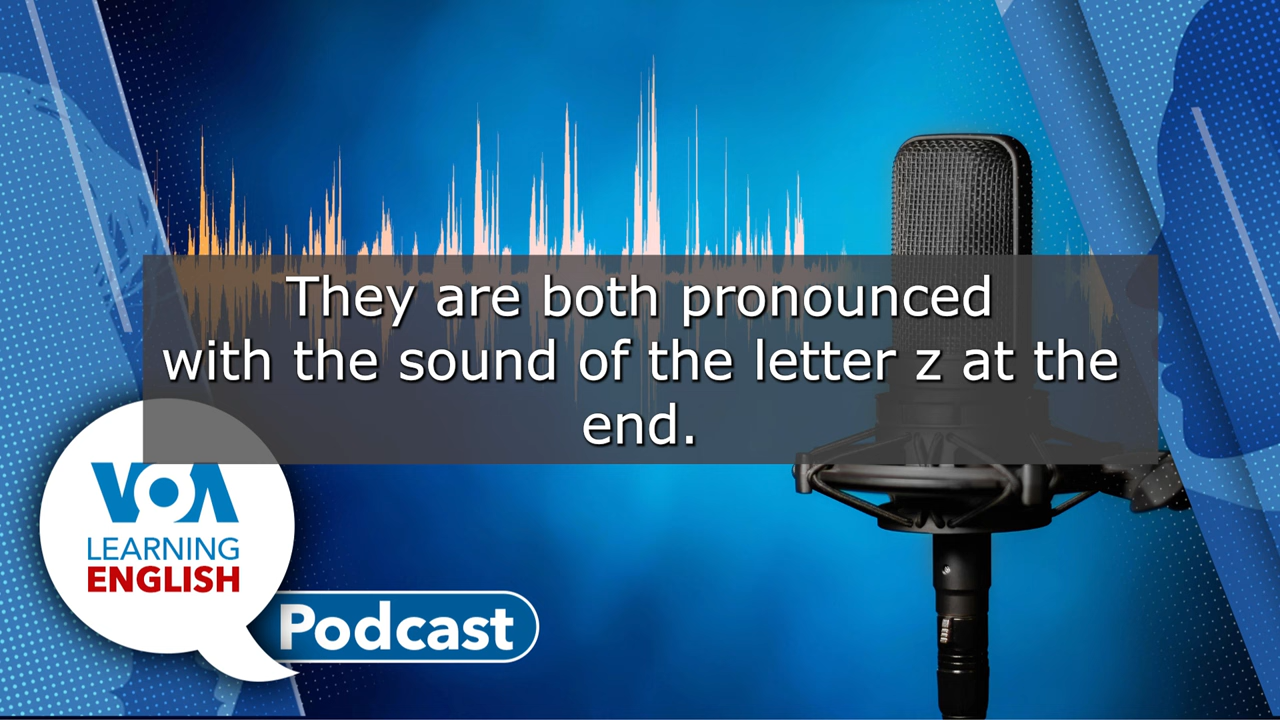 They are both pronounced
with the sound of the letter z at the
end.
VOA
LEARNING
ENGLISH
Podcast